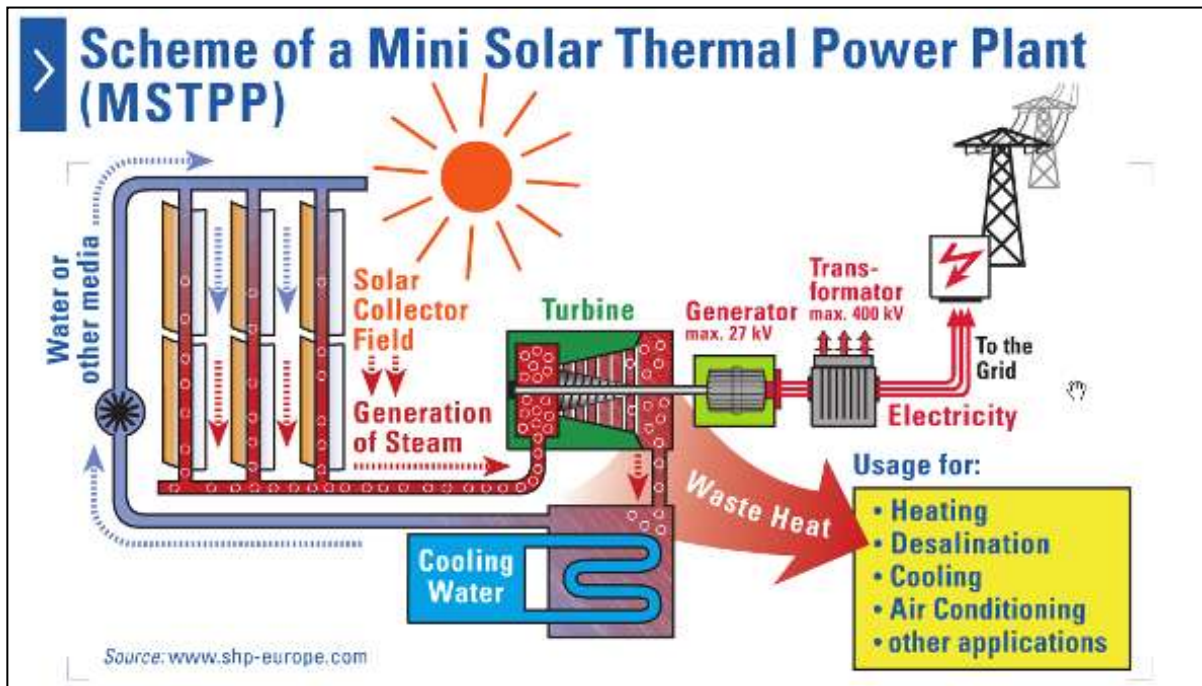 Scheme of a Mini Solar Thermal Power Plant
(MSTPP)
Water or
other media
Solar
Collector
Field
Generation
of Steam
Turbine
Generator
max. 27 kV
Trans-
formator
max. 400 kV
To the
Grid
Electricity
Waste Heat
Cooling
Water
Usage for:
• Heating
• Desalination
• Cooling
• Air Conditioning
• other applications
Source: www.shp-europe.com